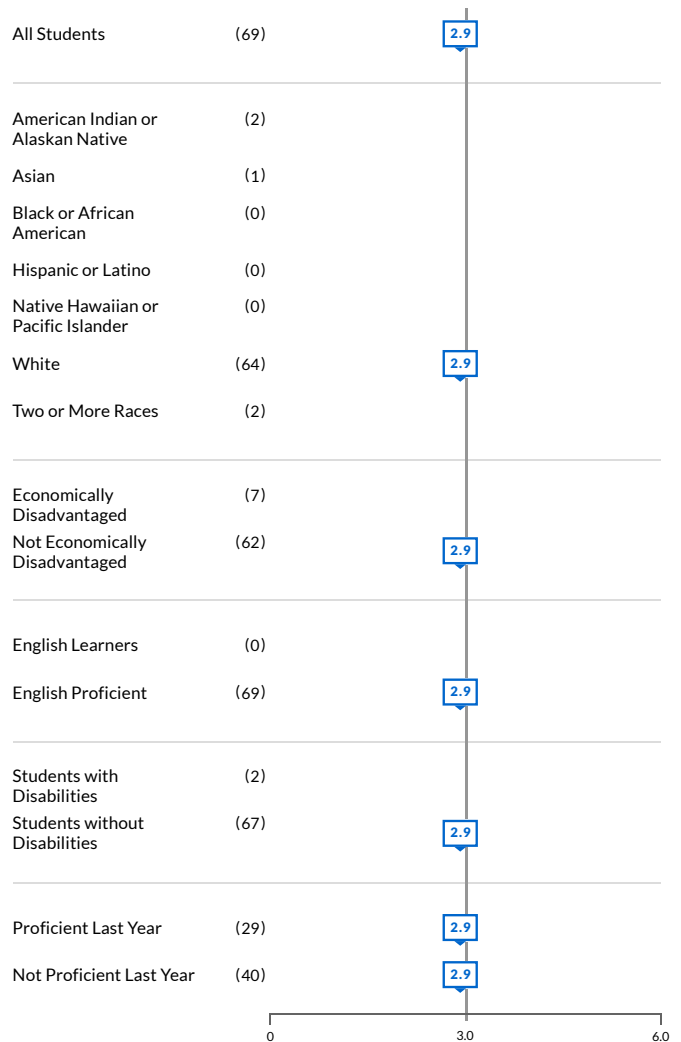 All Students (69) 2.9
American Indian or (2)
Alaskan Native
Asian (1)
Black or African (0)
American
Hispanic or Latino (0)
Native Hawaiian or (0)
Pacific Islander
White (64) 2.9
Two or More Races (2)
Economically (7)
Disadvantaged
Not Economically (62) 2.9
Disadvantaged
English Learners (0)
English Proficient (69) 2.9
Students with (2)
Disabilities
Students without (67) 2.9
Disabilities
Proficient Last Year (29) 2.9
Not Proficient Last Year (40) 2.9
0 3.0 6.0